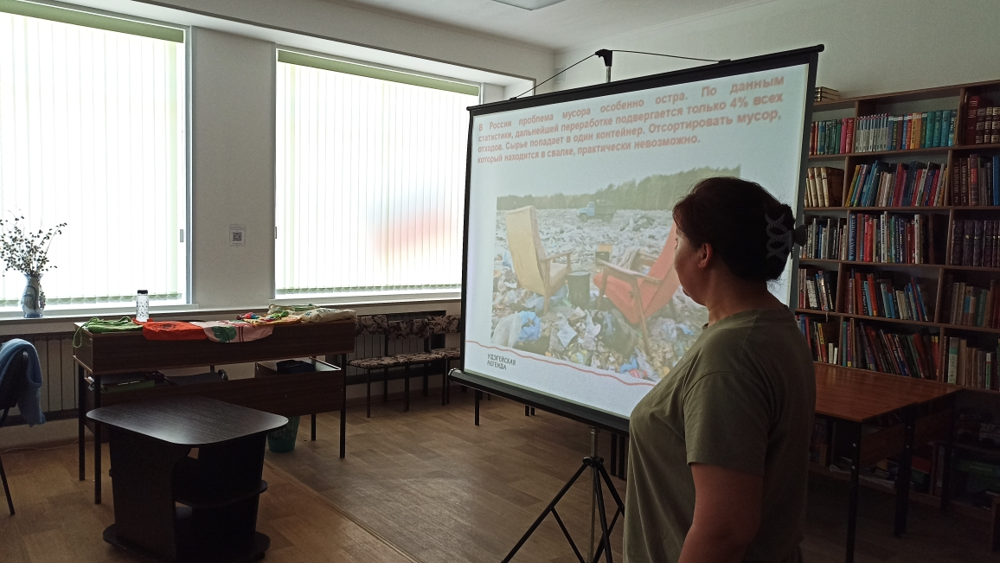 В России проблема мусора особенно остра. По данным
статистики, дальнейшей переработке подвергается только 4% всех
отходов. Сырье попадает в один контейнер. Отсортировать мусор,
который находится в свалке, практически невозможно.
УДЭГЕЙСКАЯ
ЛЕГЕНДА